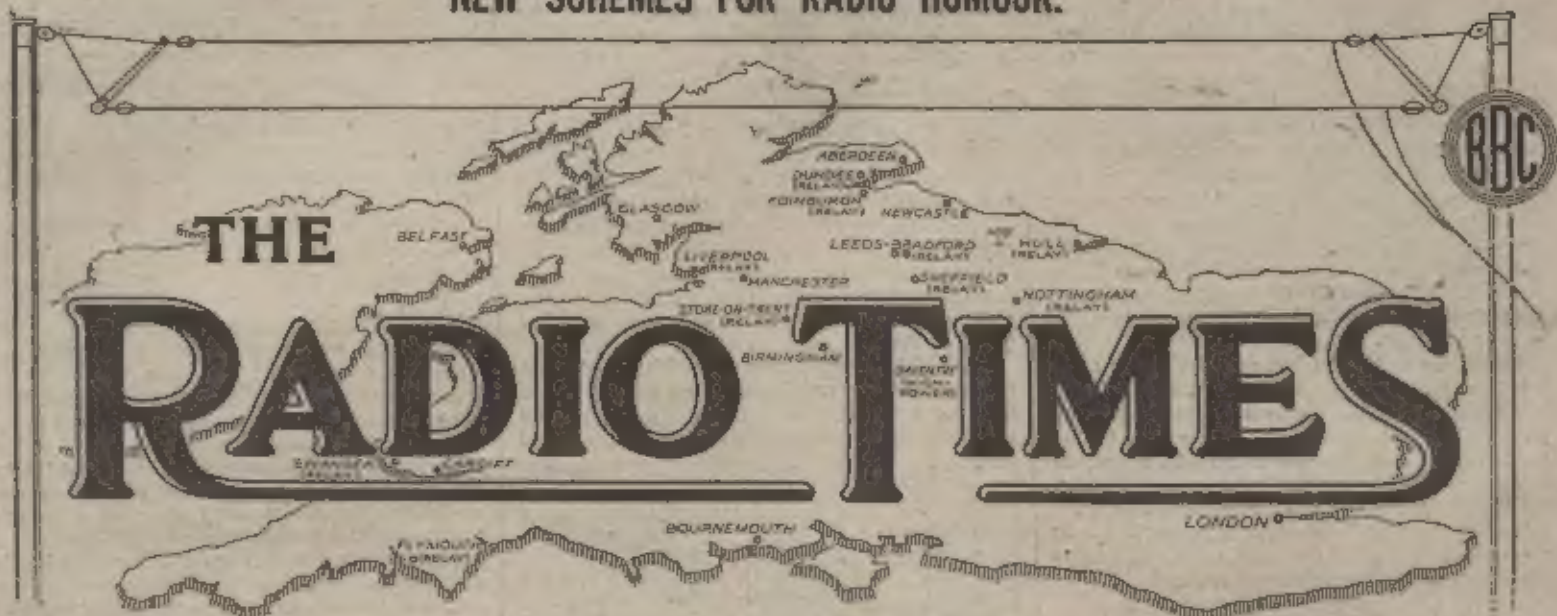 NEW SCHEMES FOR RADIO HUMOUR.
BBC
THE
RADIO TIMES
ABERDEEN
DUNDEE
(RELAY)
EDINBURGH
(RELAY)
NEWCASTLE
GLASGOW
BELFAST
LEEDS-BRADFORD
(RELAY)
HULL
(RELAY)
LIVERPOOL
(RELAY)
MANCHESTER
SHEFFIELD
(RELAY)
NOTTINGHAM
(RELAY)
STOKE-ON-TRENT
(RELAY)
BIRMINGHAM
SWANSEA
(RELAY)
CARDIFF
BOURNEMOUTH
LONDON
PLYMOUTH
(RELAY)